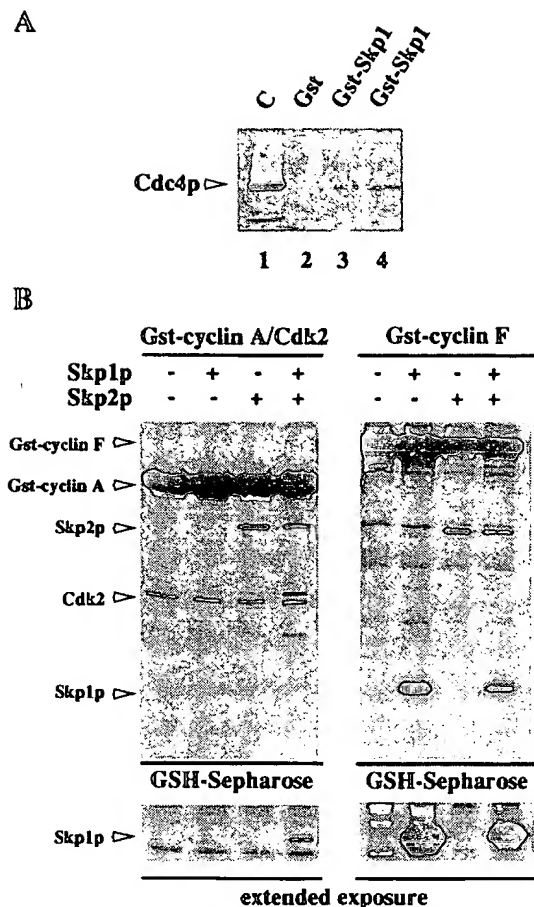 A
C Gst Gst-Skp1 Gst-Skp1
Cdc4p
1 2 3 4
B
Gst-cyclin A/Cdk2 Gst-cyclin F
Skp1p - + - + - + - +
Skp2p - - + + - - + +
Gst-cyclin F
Gst-cyclin A
Skp2p
Cdk2
Skp1p
GSH-Sepharose GSH-Sepharose
Skp1p
extended exposure